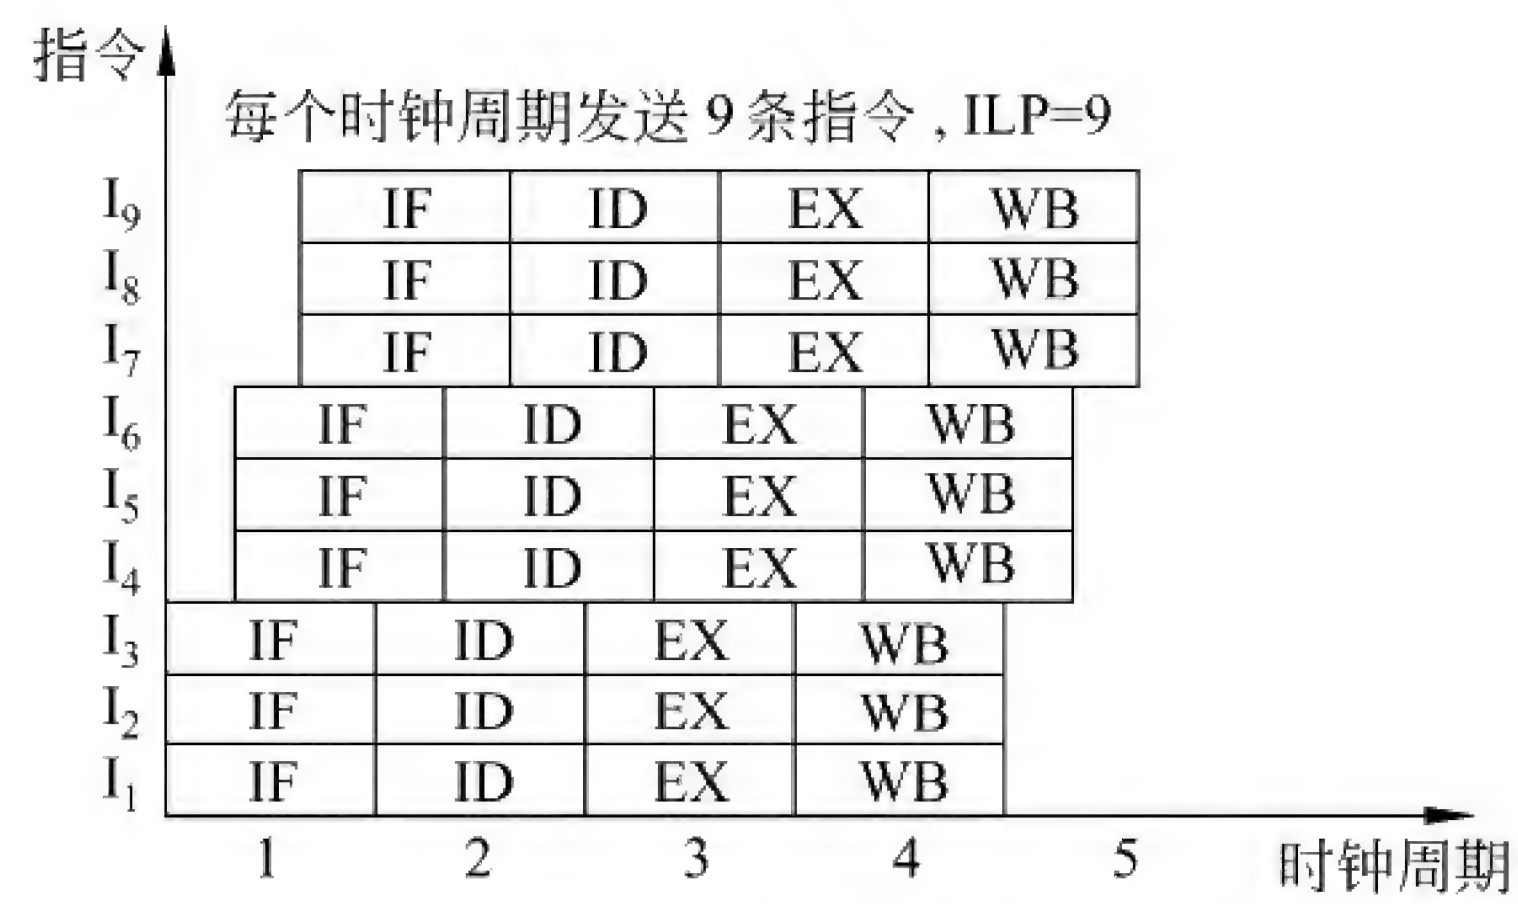 指令
每个时钟周期发送 9 条指令 , ILP=9
I₉ IF ID EX WB
I₈ IF ID EX WB
I₇ IF ID EX WB
I₆ IF ID EX WB
I₅ IF ID EX WB
I₄ IF ID EX WB
I₃ IF ID EX WB
I₂ IF ID EX WB
I₁ IF ID EX WB
1 2 3 4 5 时钟周期